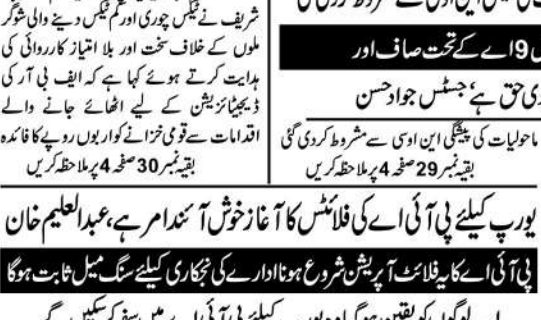 شریف نے ٹیکس چوری اور کم ٹیکس دینے والی شوگر
ملوں کے خلاف سخت اور بلا امتیاز کارروائی کی
ہدایت کرتے ہوئے کہا ہے کہ ایف بی آر کی
ڈیجیٹائزیشن کے لیے اٹھائے جانے والے
اقدامات سے قومی خزانے کو اربوں روپے کا فائدہ
بقیہ نمبر 30 صفحہ 4 پر ملاحظہ کریں
9 اے کے تحت صاف اور
حق ہے، جسٹس جواد حسن
ماحولیات کی پیشگی این او سی سے مشروط کردی گئی
بقیہ نمبر 29 صفحہ 4 پر ملاحظہ کریں
یورپ کیلئے پی آئی اے کی فلائٹس کا آغاز خوش آئند امر ہے، عبدالعلیم خان
پی آئی اے کا یہ فلائٹ آپریشن شروع ہونا ادارے کی نجکاری کیلئے سنگ میل ثابت ہوگا